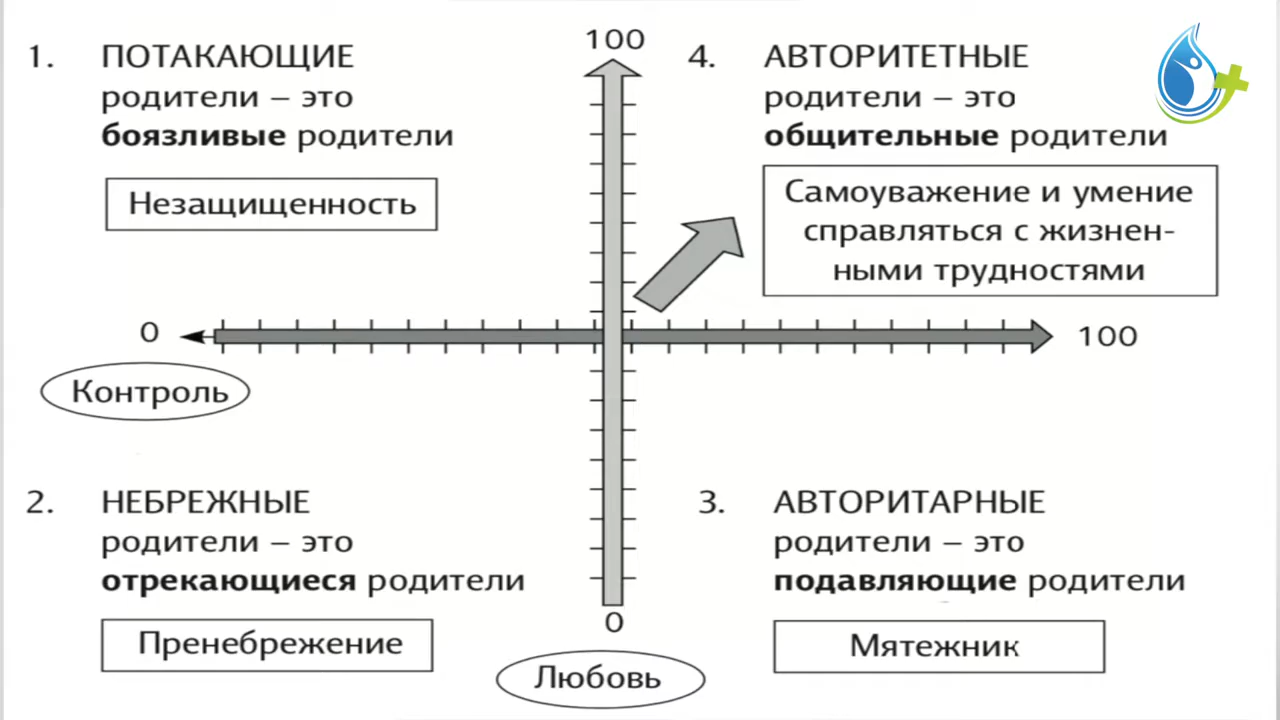 1. ПОТАКАЮЩИЕ
родители – это
боязливые родители
Незащищенность
100
4. АВТОРИТЕТНЫЕ
родители – это
общительные родители
Самоуважение и умение
справляться с жизнен-
ными трудностями
0
100
Контроль
2. НЕБРЕЖНЫЕ
родители – это
отрекающиеся родители
Пренебрежение
0
Любовь
3. АВТОРИТАРНЫЕ
родители – это
подавляющие родители
Мятежник